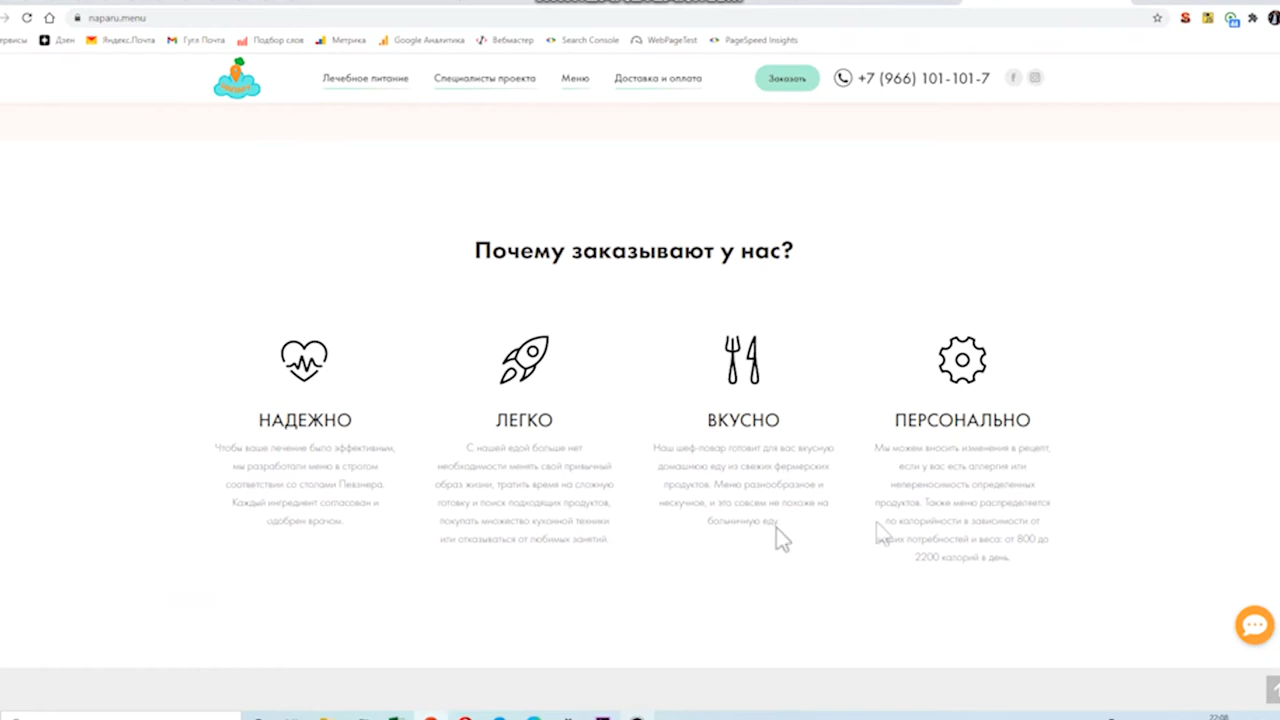 naparu.menu
ервисы Дзен Яндекс.Почта Гугл Почта Подбор слов Метрика Google Аналитика Вебмастер Search Console WebPageTest PageSpeed Insights
Лечебное питание Специалисты проекта Меню Доставка и оплата Заказать +7 (966) 101-101-7
Почему заказывают у нас?
НАДЕЖНО
Чтобы ваше лечение было эффективным,
мы разработали меню в строгом
соответствии со столами Певзнера.
Каждый ингредиент согласован и
одобрен врачом.
ЛЕГКО
С нашей едой больше нет
необходимости менять свой привычный
образ жизни, тратить время на сложную
готовку и поиск подходящих продуктов,
покупать множество кухонной техники
или отказываться от любимых занятий.
ВКУСНО
Наш шеф-повар готовит для вас вкусную
домашнюю еду из свежих фермерских
продуктов. Меню разнообразное и
нескучное, и это совсем не похоже на
больничную еду.
ПЕРСОНАЛЬНО
Мы можем вносить изменения в рецепт,
если у вас есть аллергия или
непереносимость определенных
продуктов. Также меню распределяется
по калорийности в зависимости от
ваших потребностей и веса: от 800 до
2200 калорий в день.
22:08